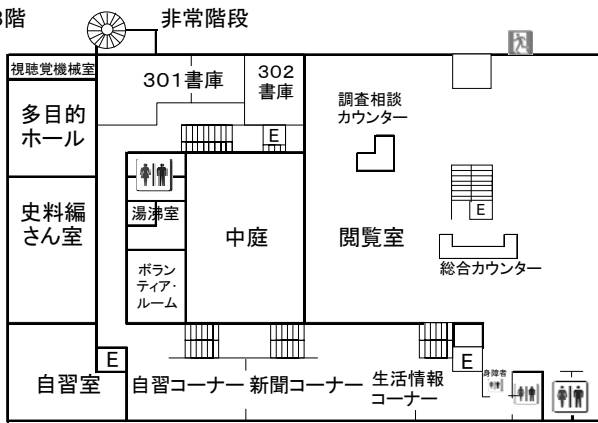 3階
非常階段
視聴覚機械室
301書庫
302
書庫
多目的
ホール
調査相談
カウンター
E
E
史料編
さん室
湯沸室
中庭
閲覧室
総合カウンター
ボラン
ティア・
ルーム
E
E
自習室
自習コーナー
新聞コーナー
生活情報
コーナー
身障者